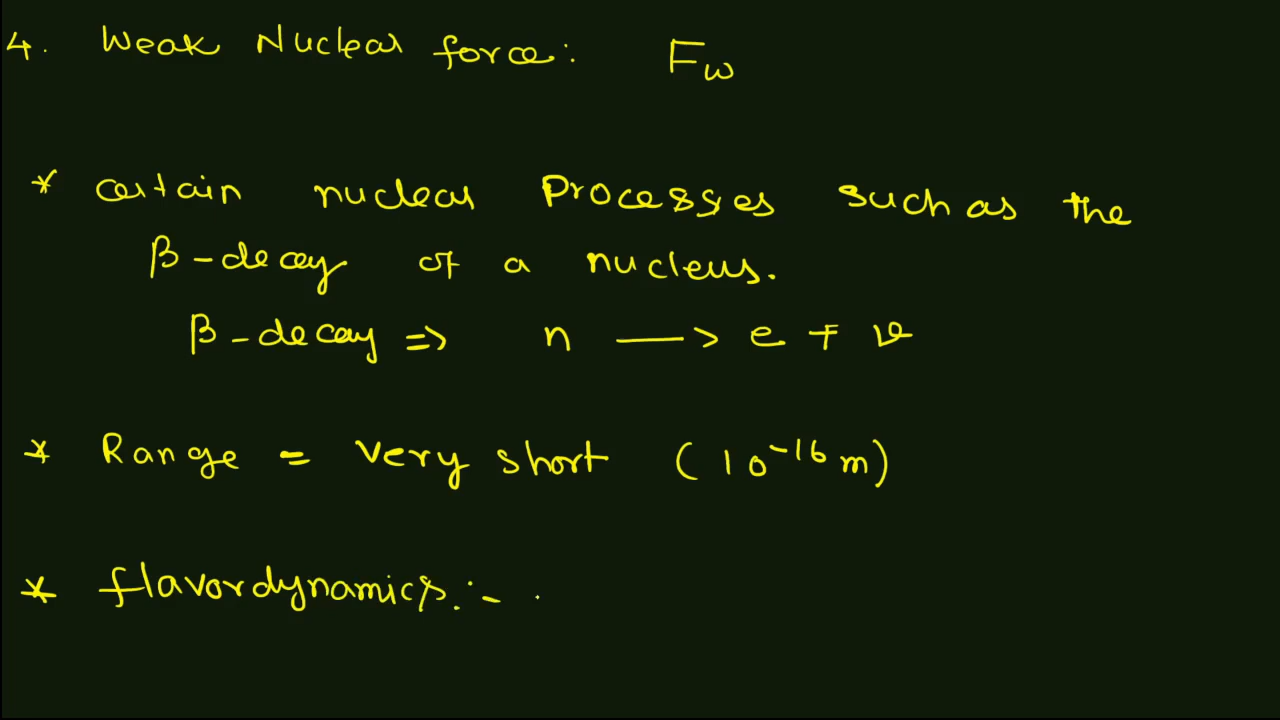 4. Weak Nuclear force: Fw
* certain nuclear Processes such as the
β-decay of a nucleus.
β-decay => n —> e + ν
* Range = very short (10⁻¹⁶ m)
* flavordynamics. :-